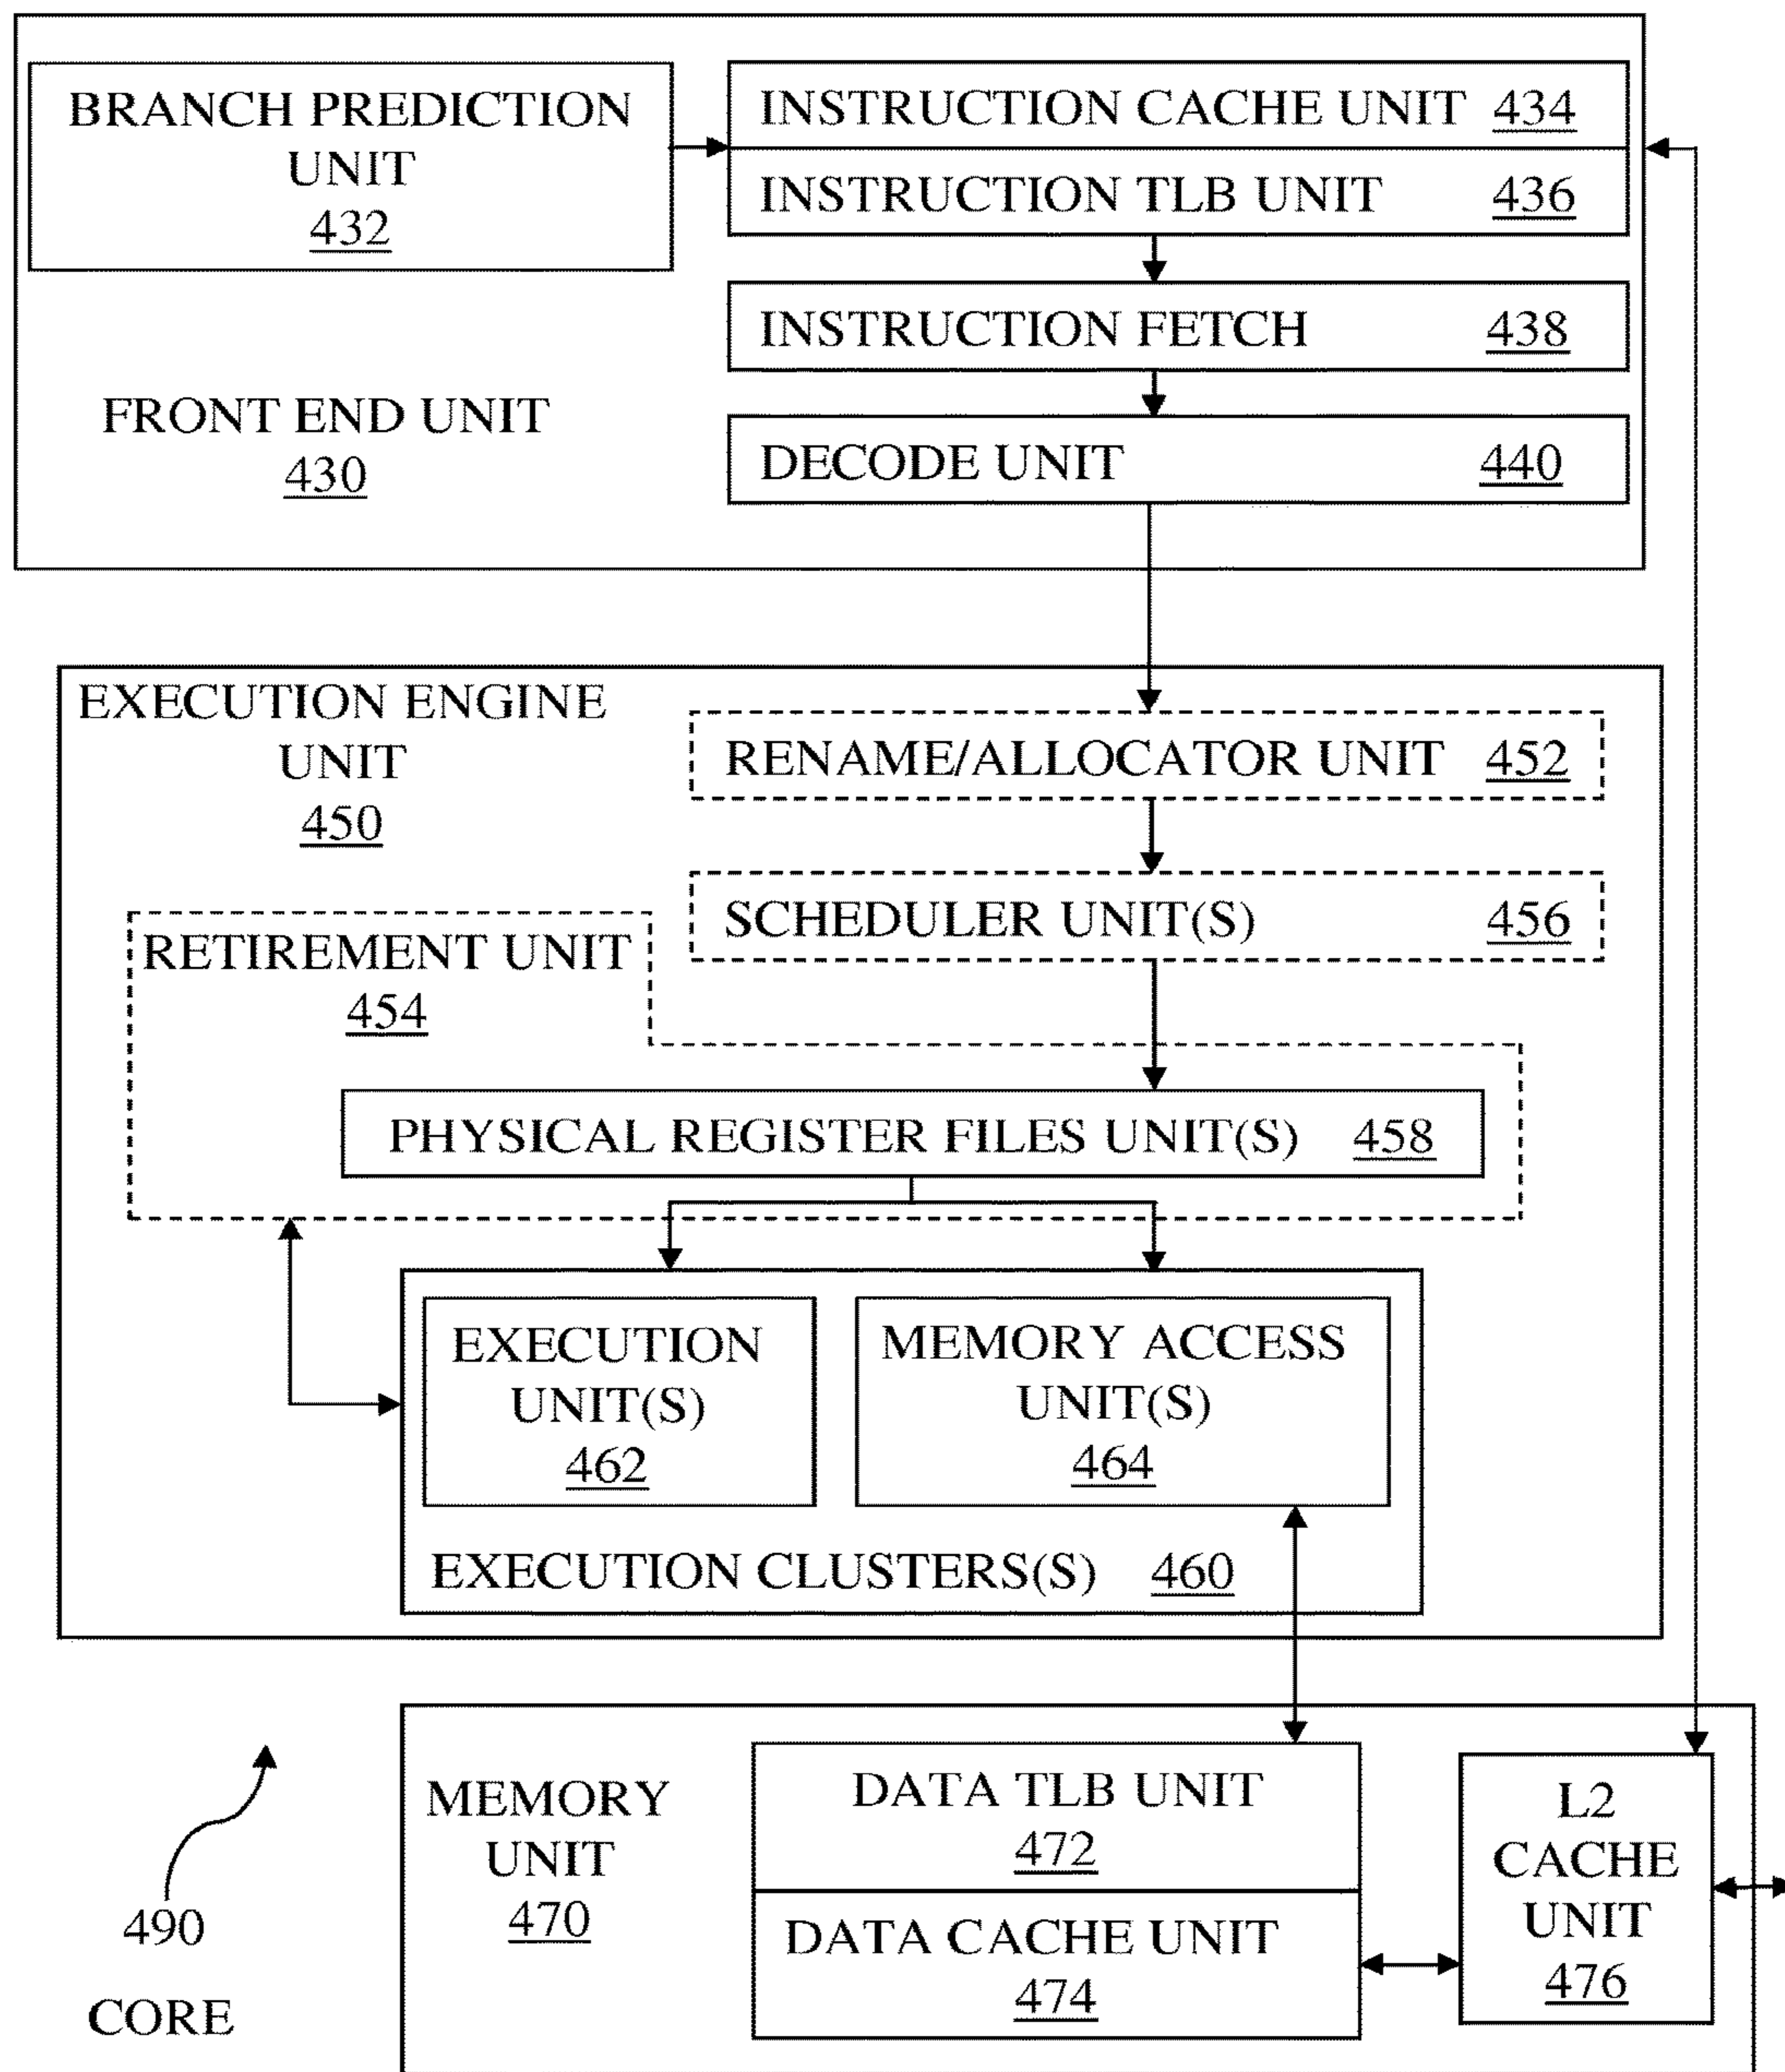 BRANCH PREDICTION
UNIT
432
INSTRUCTION CACHE UNIT 434
INSTRUCTION TLB UNIT 436
INSTRUCTION FETCH 438
FRONT END UNIT
430
DECODE UNIT 440
EXECUTION ENGINE
UNIT
450
RENAME/ALLOCATOR UNIT 452
SCHEDULER UNIT(S) 456
RETIREMENT UNIT
454
PHYSICAL REGISTER FILES UNIT(S) 458
EXECUTION
UNIT(S)
462
MEMORY ACCESS
UNIT(S)
464
EXECUTION CLUSTERS(S) 460
MEMORY
UNIT
470
DATA TLB UNIT
472
DATA CACHE UNIT
474
L2
CACHE
UNIT
476
490
CORE